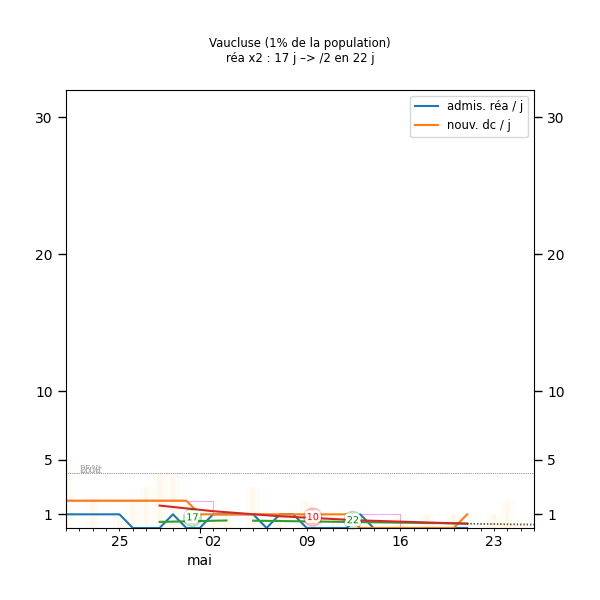 Vaucluse (1% de la population)
réa x2 : 17 j –> /2 en 22 j
admis. réa / j
nouv. dc / j
30 30
20 20
10 10
5 5
1 1
17 10 22
25 02 09 16 23
mai